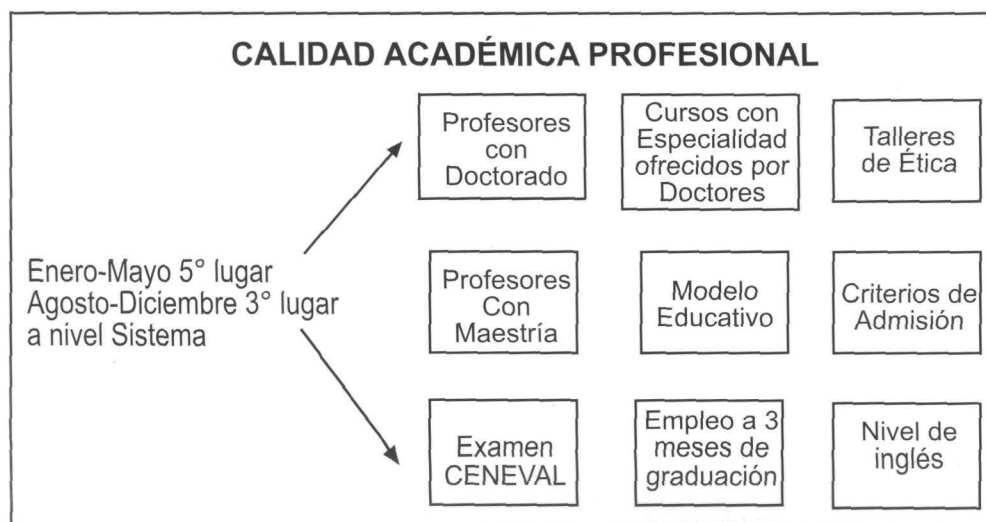 CALIDAD ACADÉMICA PROFESIONAL
Profesores
con
Doctorado
Cursos con
Especialidad
ofrecidos por
Doctores
Talleres
de Ética
Enero-Mayo 5° lugar
Agosto-Diciembre 3° lugar
a nivel Sistema
Profesores
Con
Maestría
Modelo
Educativo
Criterios de
Admisión
Examen
CENEVAL
Empleo a 3
meses de
graduación
Nivel de
inglés